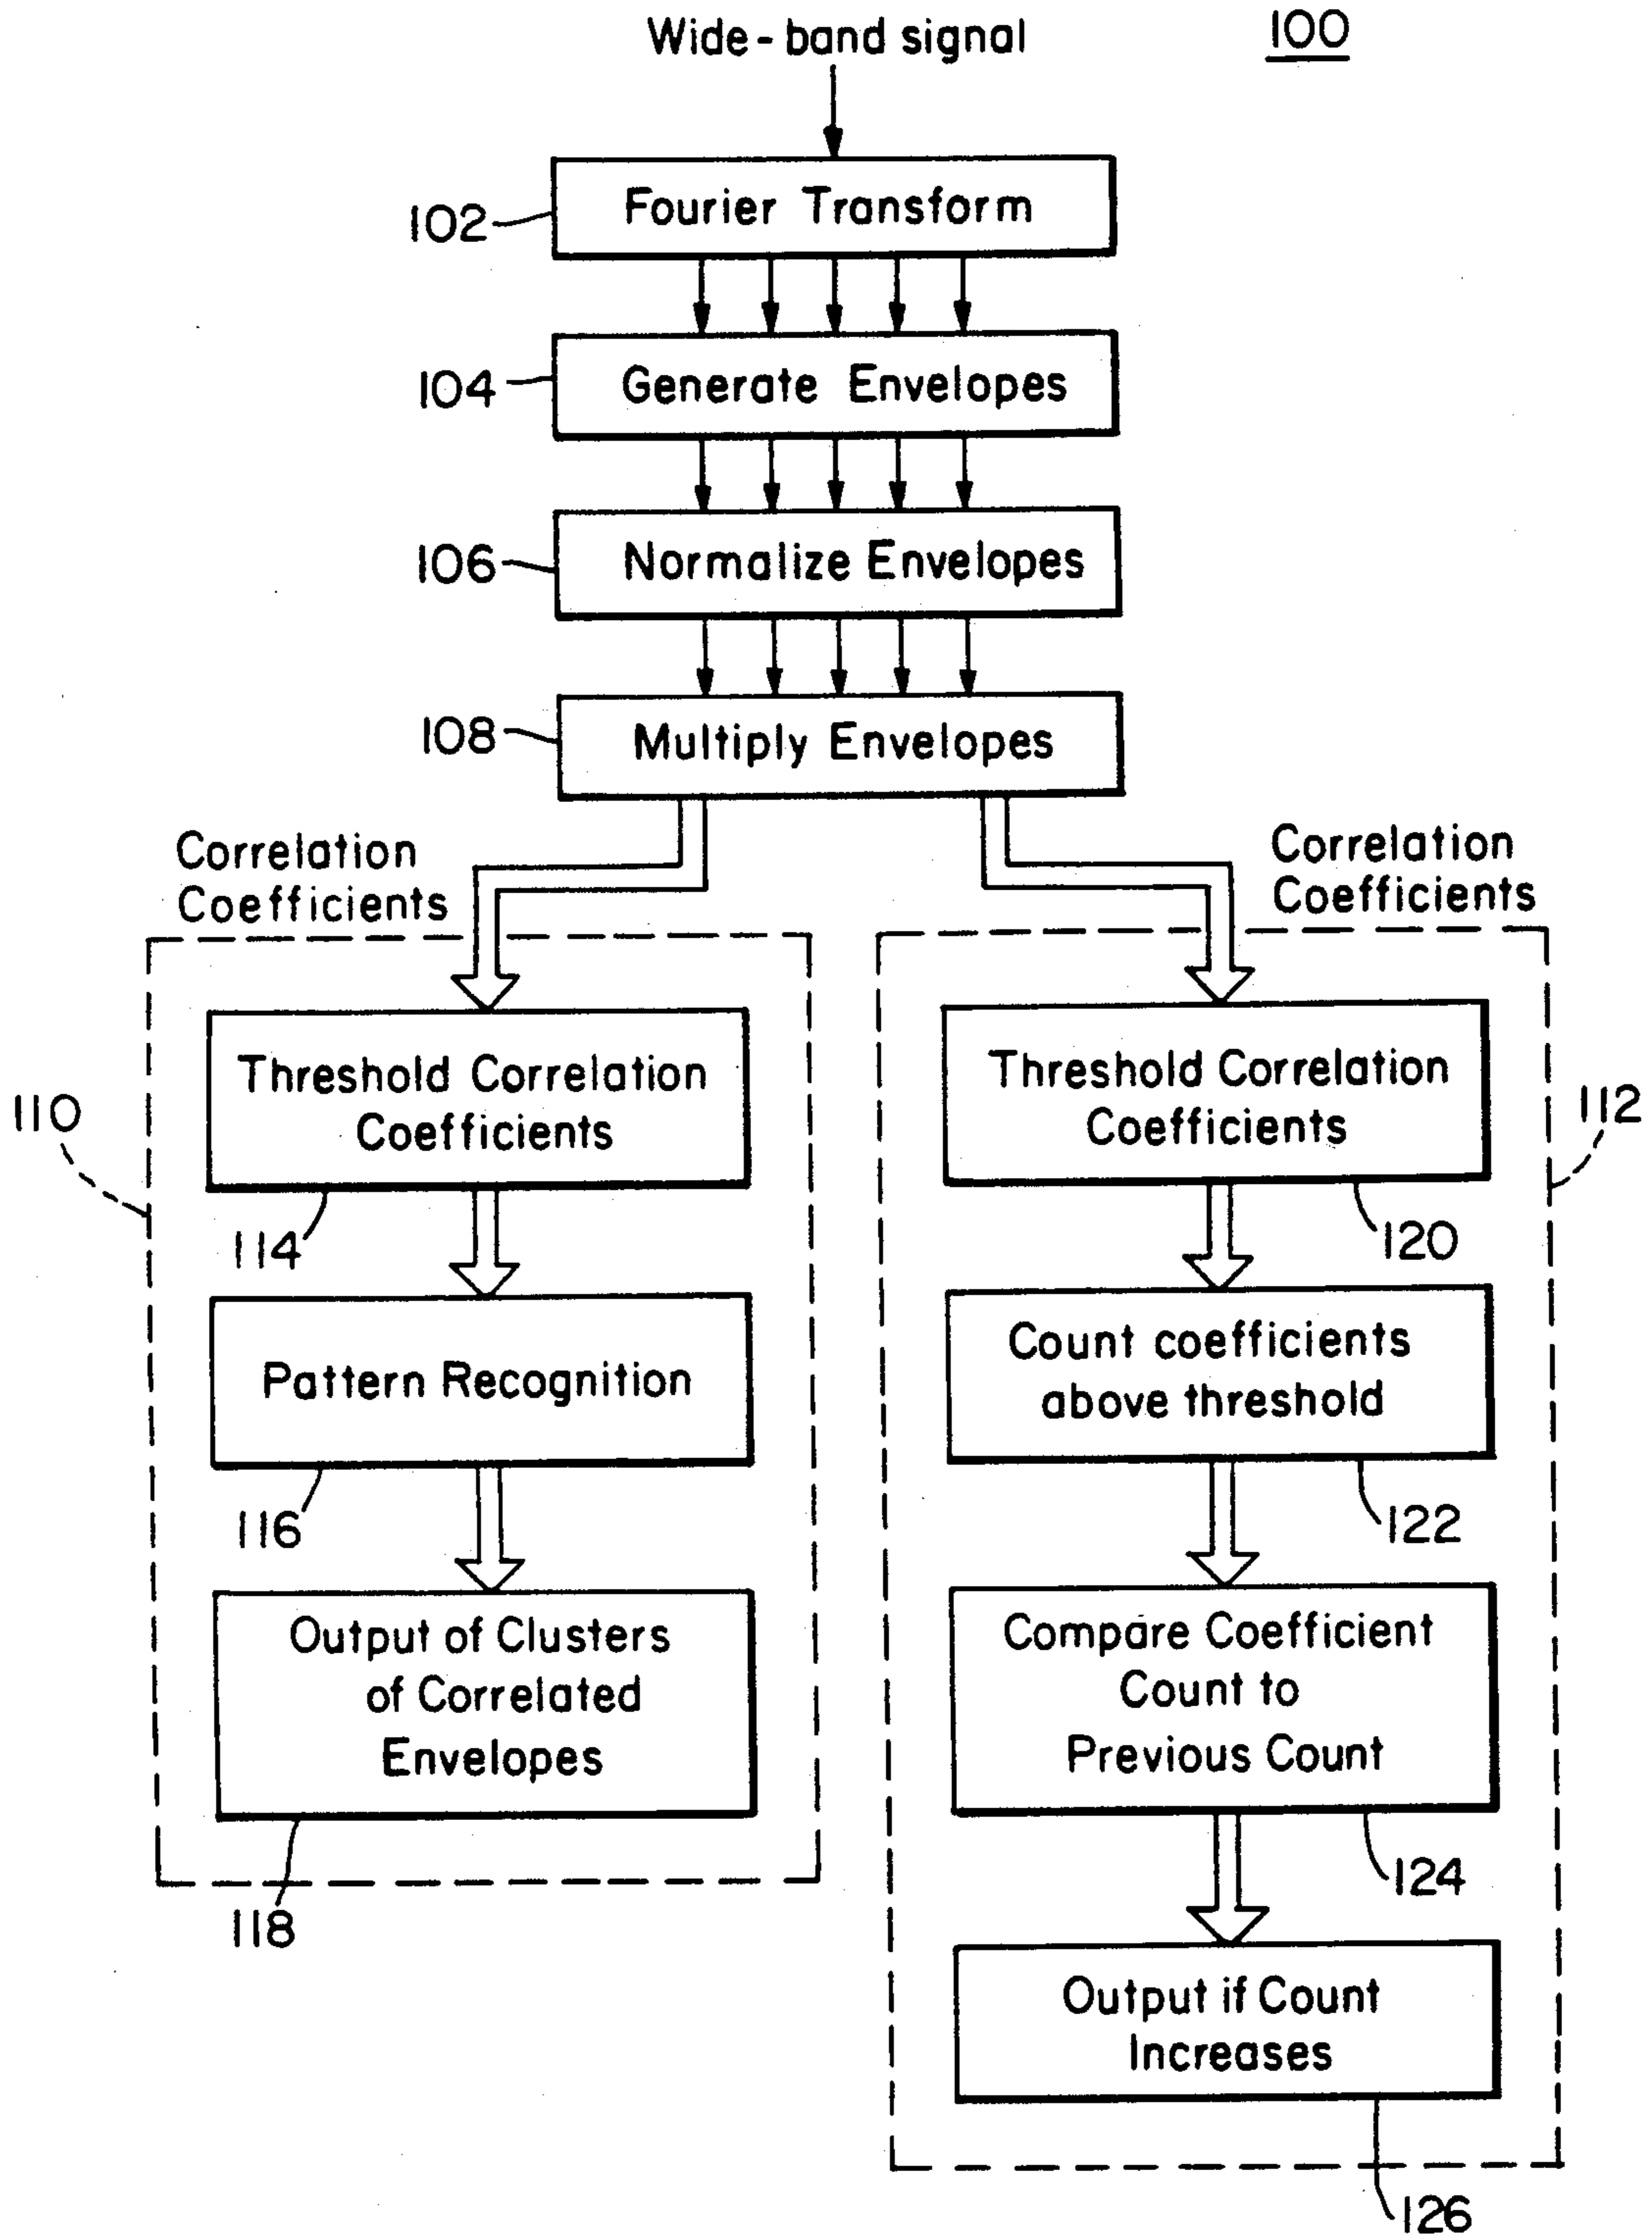 Wide-band signal
100
Fourier Transform
102
Generate Envelopes
104
Normalize Envelopes
106
Multiply Envelopes
108
Correlation
Coefficients
Correlation
Coefficients
110
Threshold Correlation
Coefficients
114
Pattern Recognition
116
Output of Clusters
of Correlated
Envelopes
118
112
Threshold Correlation
Coefficients
120
Count coefficients
above threshold
122
Compare Coefficient
Count to
Previous Count
124
Output if Count
Increases
126